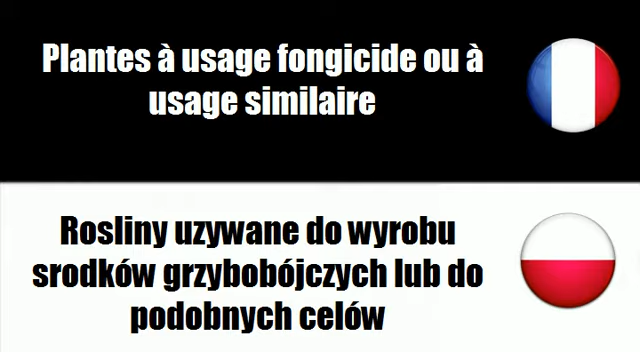 Plantes à usage fongicide ou à
usage similaire
Rosliny uzywane do wyrobu
srodków grzybobójczych lub do
podobnych celów